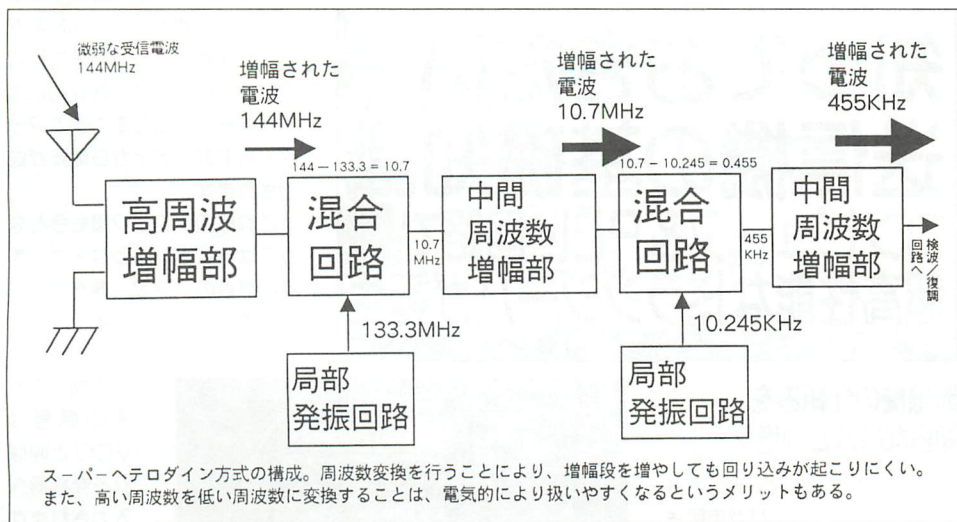 微弱な受信電波
144MHz
増幅された
電波
144MHz
増幅された
電波
10.7MHz
増幅された
電波
455KHz
144－133.3＝10.7
10.7－10.245＝0.455
高周波
増幅部
混合
回路
10.7
MHz
中間
周波数
増幅部
混合
回路
455
KHz
中間
周波数
増幅部
検波／復調
回路へ
133.3MHz
10.245KHz
局部
発振回路
局部
発振回路
スーパーヘテロダイン方式の構成。周波数変換を行うことにより、増幅段を増やしても回り込みが起こりにくい。
また、高い周波数を低い周波数に変換することは、電気的により扱いやすくなるというメリットもある。